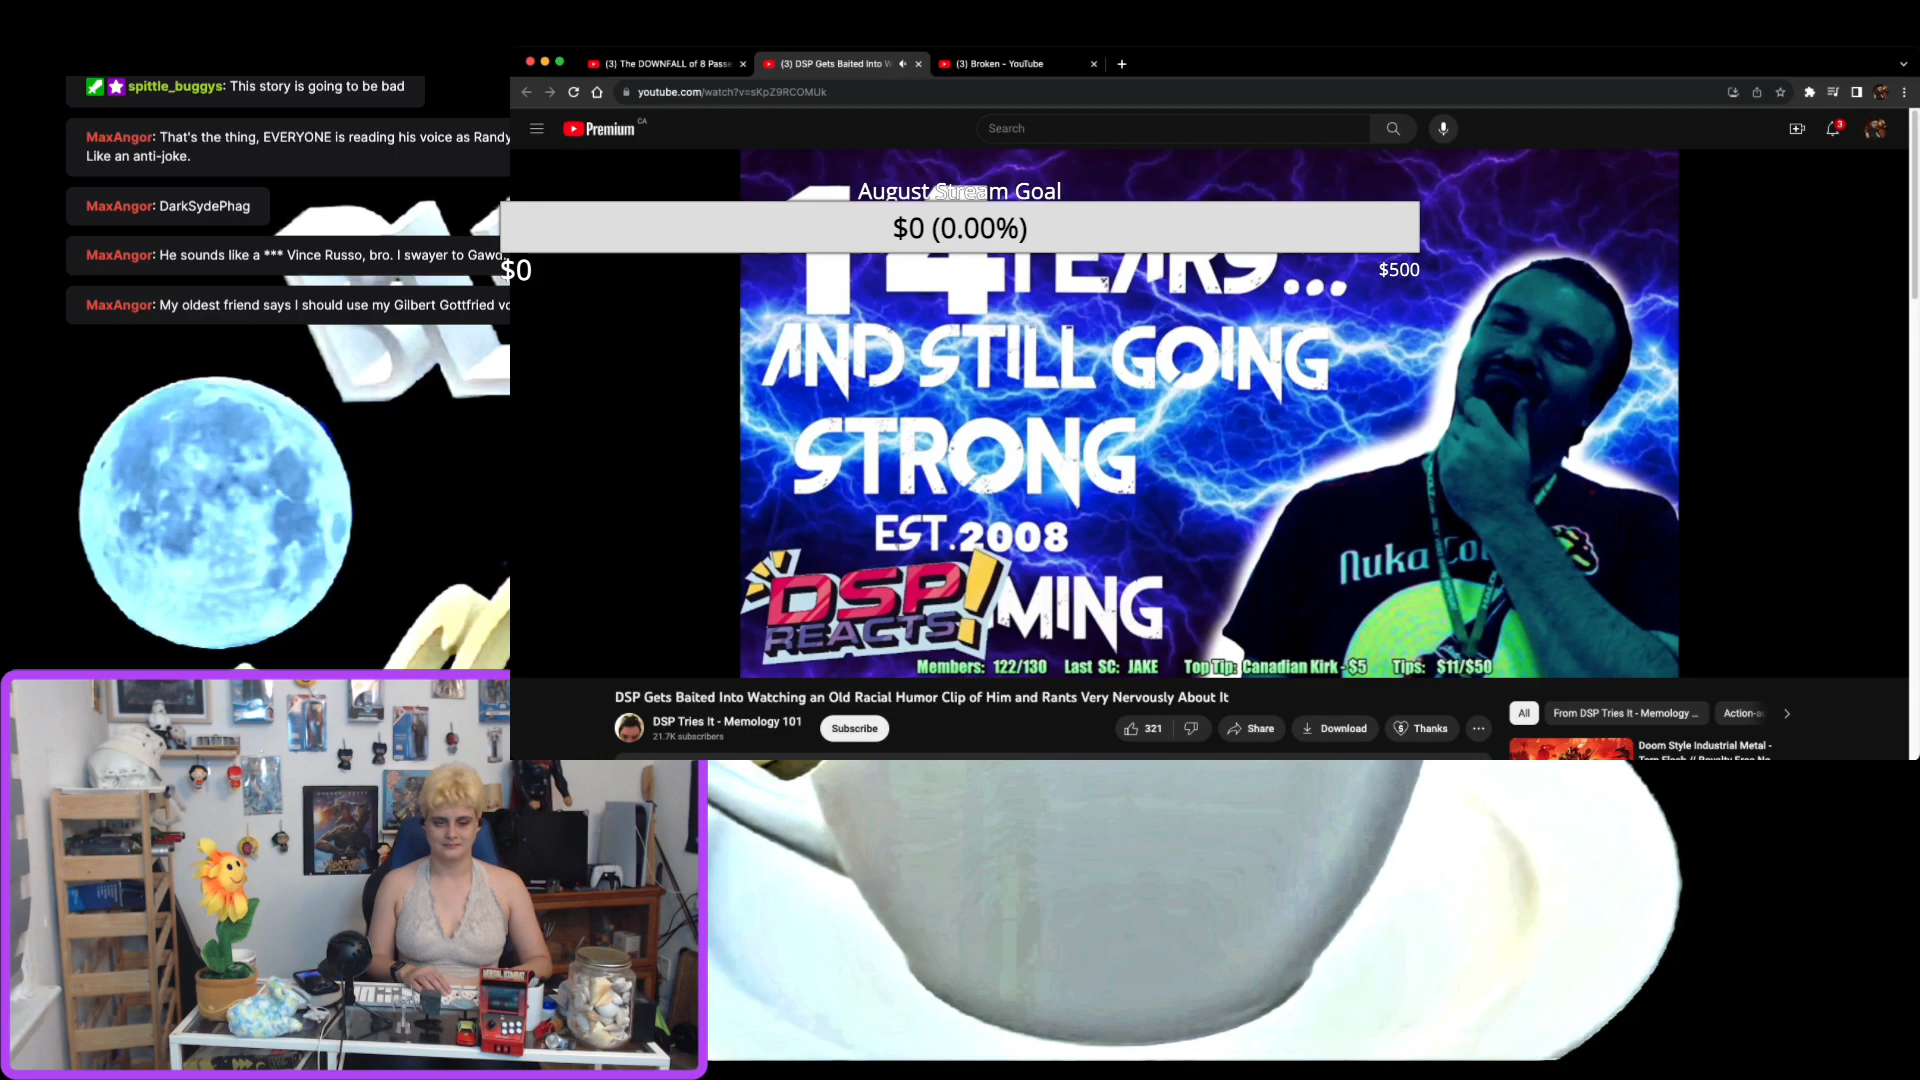 spittle_buggys: This story is going to be bad
MaxAngor: That's the thing, EVERYONE is reading his voice as Randy
Like an anti-joke.
MaxAngor: DarkSydePhag
MaxAngor: He sounds like a *** Vince Russo, bro. I swayer to Gawd.
MaxAngor: My oldest friend says I should use my Gilbert Gottfried
(3) The DOWNFALL of 8 Passe
(3) DSP Gets Baited Into W
(3) Broken - YouTube
youtube.com/watch?v=sKpZ9RCOMUk
Premium CA
Search
3
August Stream Goal
$0 (0.00%)
$0
$500
14 YEARS...
AND STILL GOING
STRONG
EST.2008
DSP!
REACTS
MING
Nuka
Members: 122/130 Last SC: JAKE Top Tip: Canadian Kirk - $5 Tips: $11/$50
DSP Gets Baited Into Watching an Old Racial Humor Clip of Him and Rants Very Nervously About It
DSP Tries It - Memology 101
21.7K subscribers
Subscribe
321
Share
Download
Thanks
All
From DSP Tries It - Memology ...
Doom Style Industrial Metal -
MORTAL KOMBAT